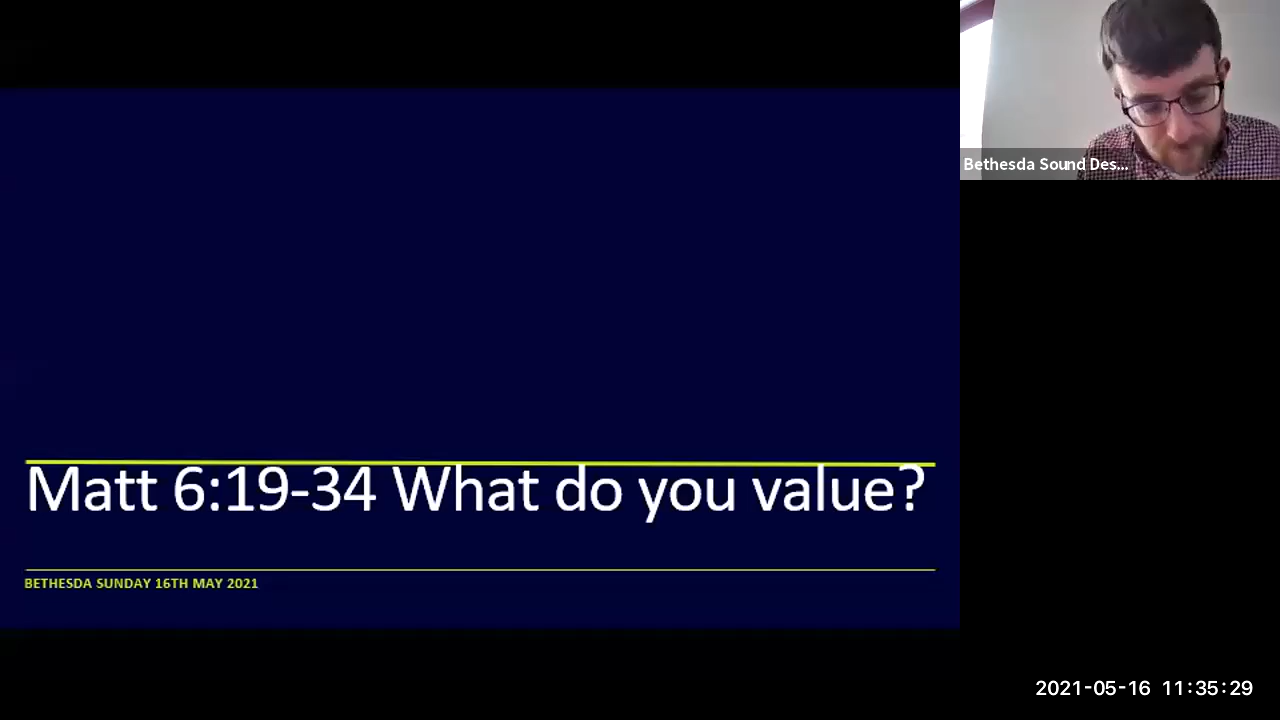 Bethesda Sound Des...
Matt 6:19-34 What do you value?
BETHESDA SUNDAY 16TH MAY 2021
2021-05-16 11:35:29